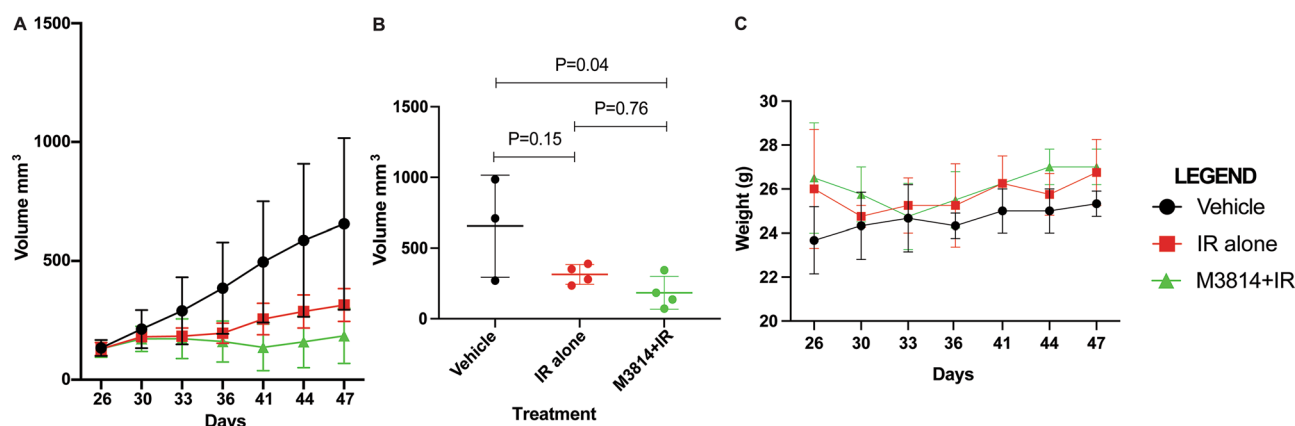 A
1500
1000
500
0
Volume mm³
26 30 33 36 41 44 47
Days
B
P=0.04
P=0.76
P=0.15
1500
1000
500
0
Volume mm³
Vehicle
IR alone
M3814+IR
Treatment
C
30
28
26
24
22
20
Weight (g)
26 30 33 36 41 44 47
Days
LEGEND
Vehicle
IR alone
M3814+IR